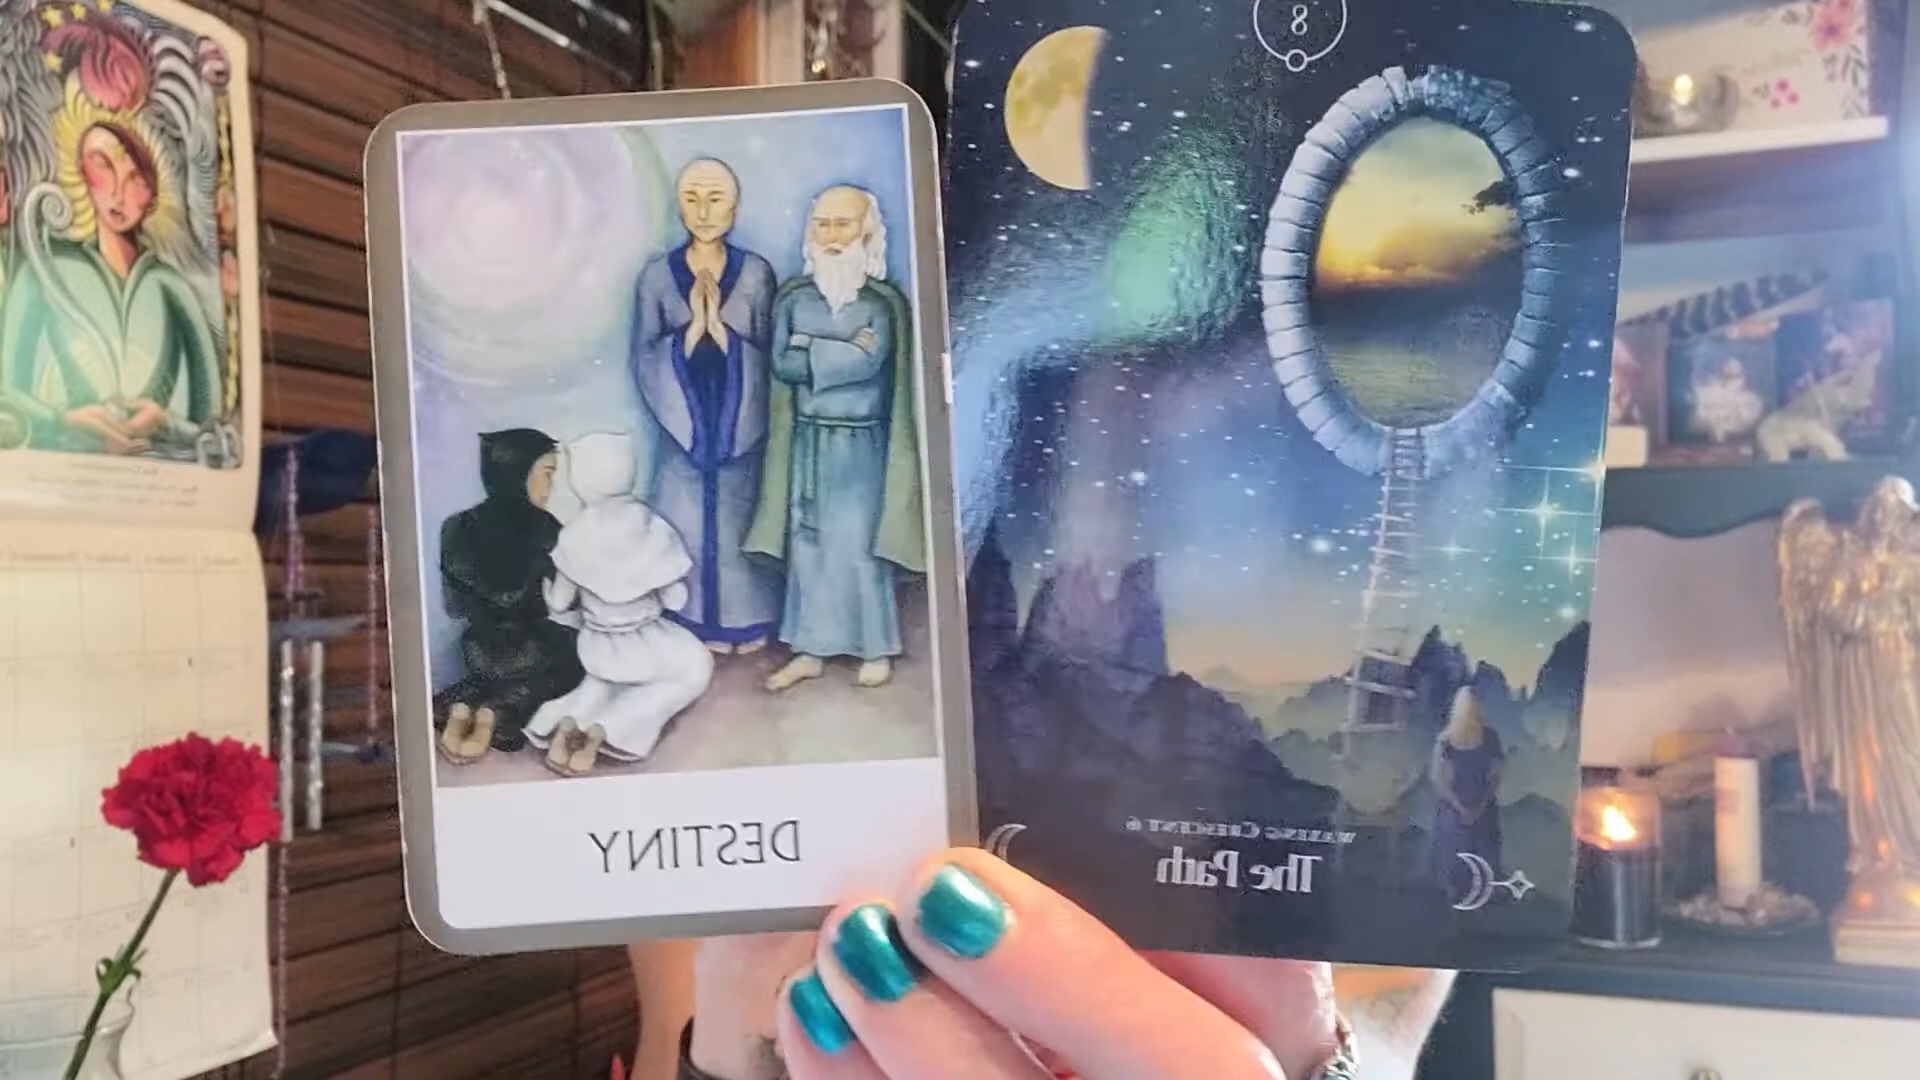 8
DESTINY
WAXING CRESCENT 6
The Path